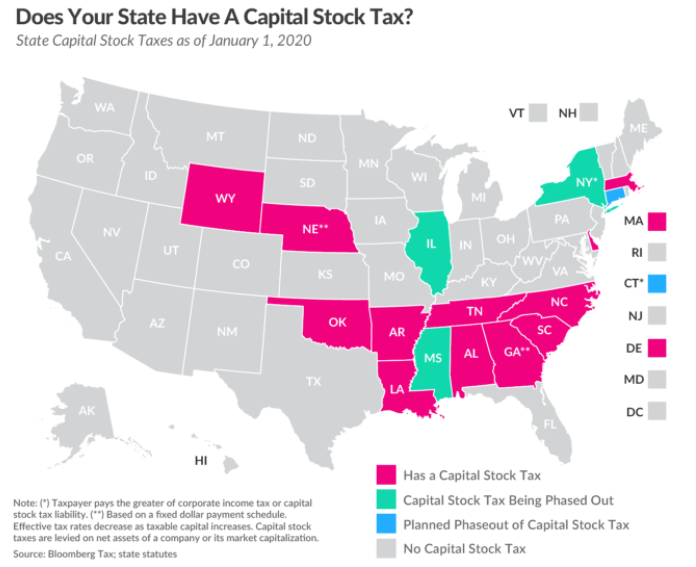 Does Your State Have A Capital Stock Tax?
State Capital Stock Taxes as of January 1, 2020
VT
NH
WA
MT
ND
MN
ME
OR
ID
WY
SD
WI
MI
NY*
NE**
IA
PA
MA
NV
UT
CO
IL
IN
OH
WV
VA
RI
CA
KS
MO
KY
CT*
AZ
NM
OK
AR
TN
NC
NJ
SC
MS
AL
GA**
DE
TX
LA
MD
AK
FL
DC
HI
Has a Capital Stock Tax
Capital Stock Tax Being Phased Out
Planned Phaseout of Capital Stock Tax
No Capital Stock Tax
Note: (*) Taxpayer pays the greater of corporate income tax or capital
stock tax liability. (**) Based on a fixed dollar payment schedule.
Effective tax rates decrease as taxable capital increases. Capital stock
taxes are levied on net assets of a company or its market capitalization.
Source: Bloomberg Tax; state statutes